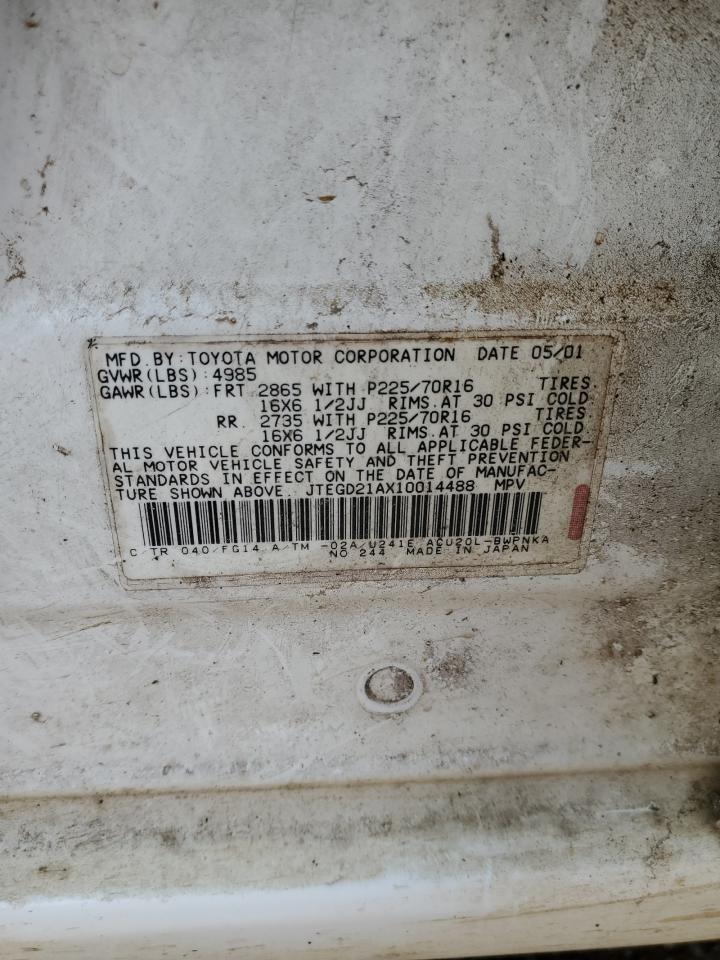 MFD. BY: TOYOTA MOTOR CORPORATION DATE 05/01
GVWR(LBS): 4985
GAWR(LBS): FRT 2865 WITH P225/70R16 TIRES.
16X6 1/2JJ RIMS.AT 30 PSI COLD.
RR. 2735 WITH P225/70R16 TIRES.
16X6 1/2JJ RIMS.AT 30 PSI COLD.
THIS VEHICLE CONFORMS TO ALL APPLICABLE FEDER-
AL MOTOR VEHICLE SAFETY AND THEFT PREVENTION
STANDARDS IN EFFECT ON THE DATE OF MANUFAC-
TURE SHOWN ABOVE. JTEGD21AX10014488 MPV
C/TR 040/FG14 A/TM -02A/U241E ACU20L-BWPNKA
NO 244 MADE IN JAPAN